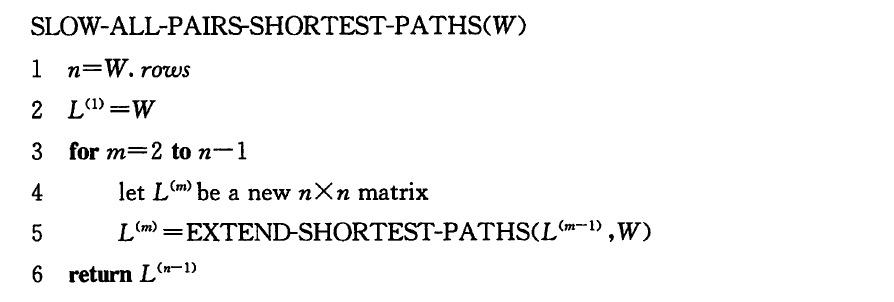 SLOW-ALL-PAIRS-SHORTEST-PATHS(W)
1 n=W. rows
2 L⁽¹⁾=W
3 for m=2 to n−1
4 let L⁽ᵐ⁾ be a new n×n matrix
5 L⁽ᵐ⁾=EXTEND-SHORTEST-PATHS(L⁽ᵐ⁻¹⁾,W)
6 return L⁽ⁿ⁻¹⁾